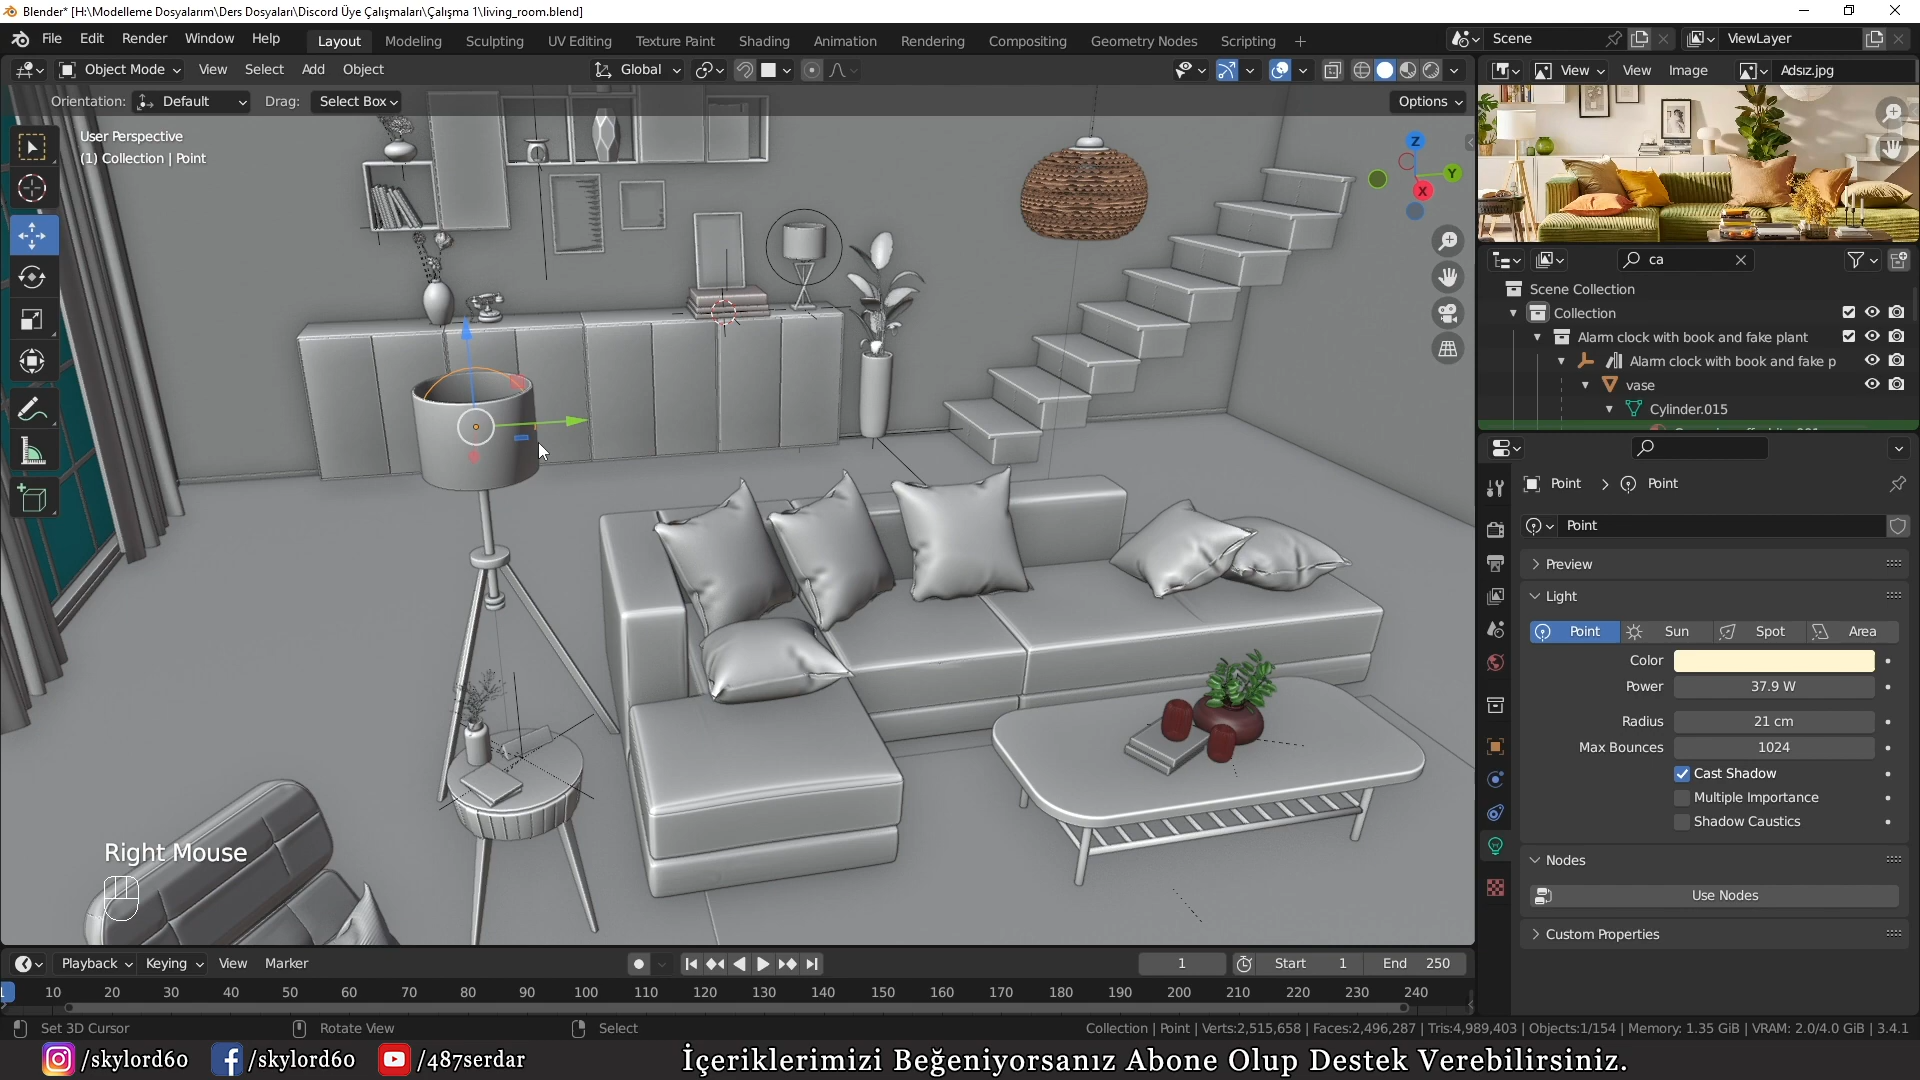 Blender* [H:\Modelleme Dosyalarım\Ders Dosyaları\Discord Üye Çalışmaları\Çalışma 1\living_room.blend]
File Edit Render Window Help Layout Modeling Sculpting UV Editing Texture Paint Shading Animation Rendering Compositing Geometry Nodes Scripting + Scene ViewLayer
Object Mode View Select Add Object Global View View Image Adsız.jpg
Orientation: Default Drag: Select Box Options
User Perspective
(1) Collection | Point
Z
Y
X
ca
Scene Collection
Collection
Alarm clock with book and fake plant
Alarm clock with book and fake p
vase
Cylinder.015
Point > Point
Point
Preview
Light
Point Sun Spot Area
Color
Power 37.9 W
Radius 21 cm
Max Bounces 1024
Cast Shadow
Multiple Importance
Shadow Caustics
Nodes
Use Nodes
Custom Properties
Right Mouse
Playback Keying View Marker 1 Start 1 End 250
1 10 20 30 40 50 60 70 80 90 100 110 120 130 140 150 160 170 180 190 200 210 220 230 240
Set 3D Cursor Rotate View Select Collection | Point | Verts:2,515,658 | Faces:2,496,287 | Tris:4,989,403 | Objects:1/154 | Memory: 1.35 GiB | VRAM: 2.0/4.0 GiB | 3.4.1
/skylord60 /skylord60 /487serdar İçeriklerimizi Beğeniyorsanız Abone Olup Destek Verebilirsiniz.